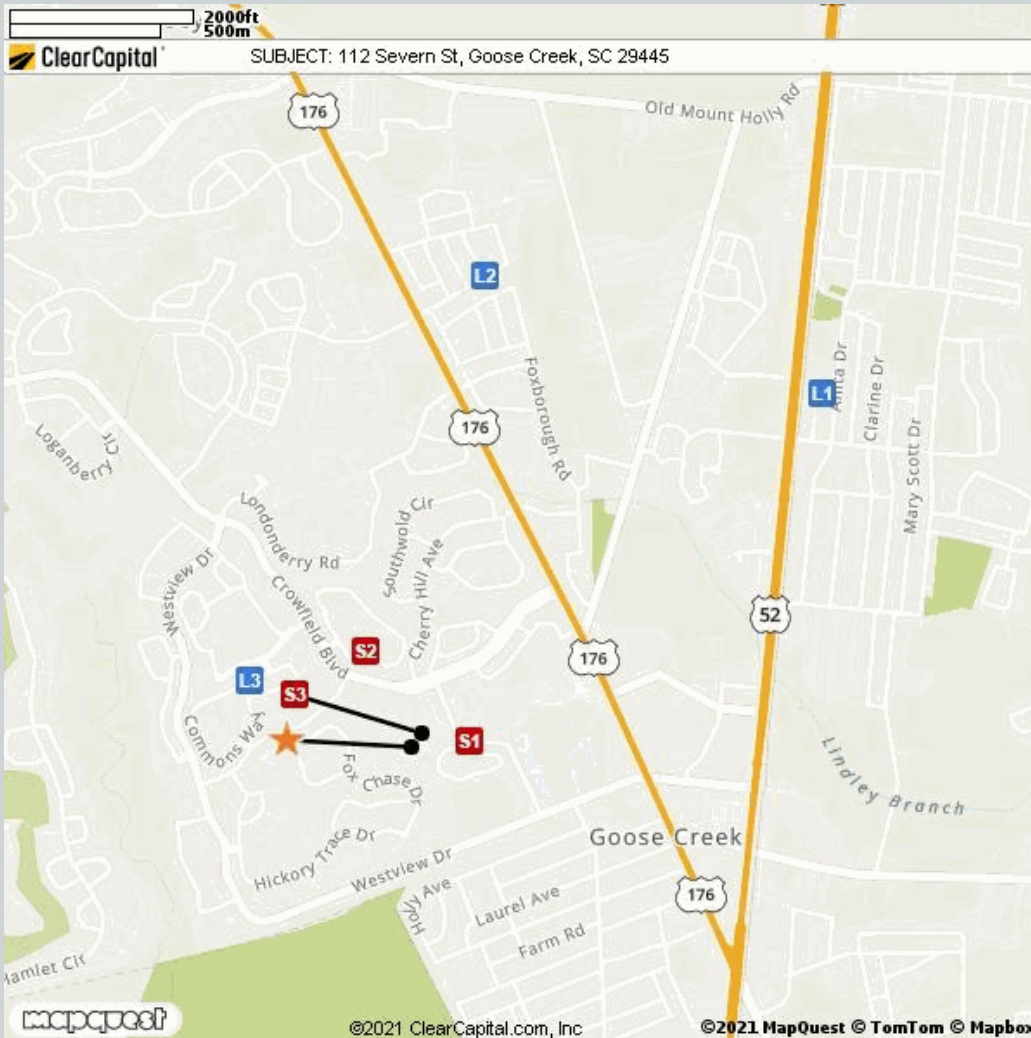 2000ft
500m
ClearCapital
SUBJECT: 112 Severn St, Goose Creek, SC 29445
176
Old Mount Holly Rd
L2
Foxborough Rd
L1
Anita Dr
Clarine Dr
Mary Scott Dr
176
Loganberry Cir
Londonderry Rd
Southwold Cir
Cherry Hill Ave
Westview Dr
Crowfield Blvd
52
S2
176
L3
S3
Commons Way
S1
Fox Chase Dr
Lindley Branch
Goose Creek
Hickory Trace Dr
Westview Dr
176
Holly Ave
Laurel Ave
Farm Rd
Hamlet Cir
mapquest
©2021 ClearCapital.com, Inc
©2021 MapQuest © TomTom © Mapbox